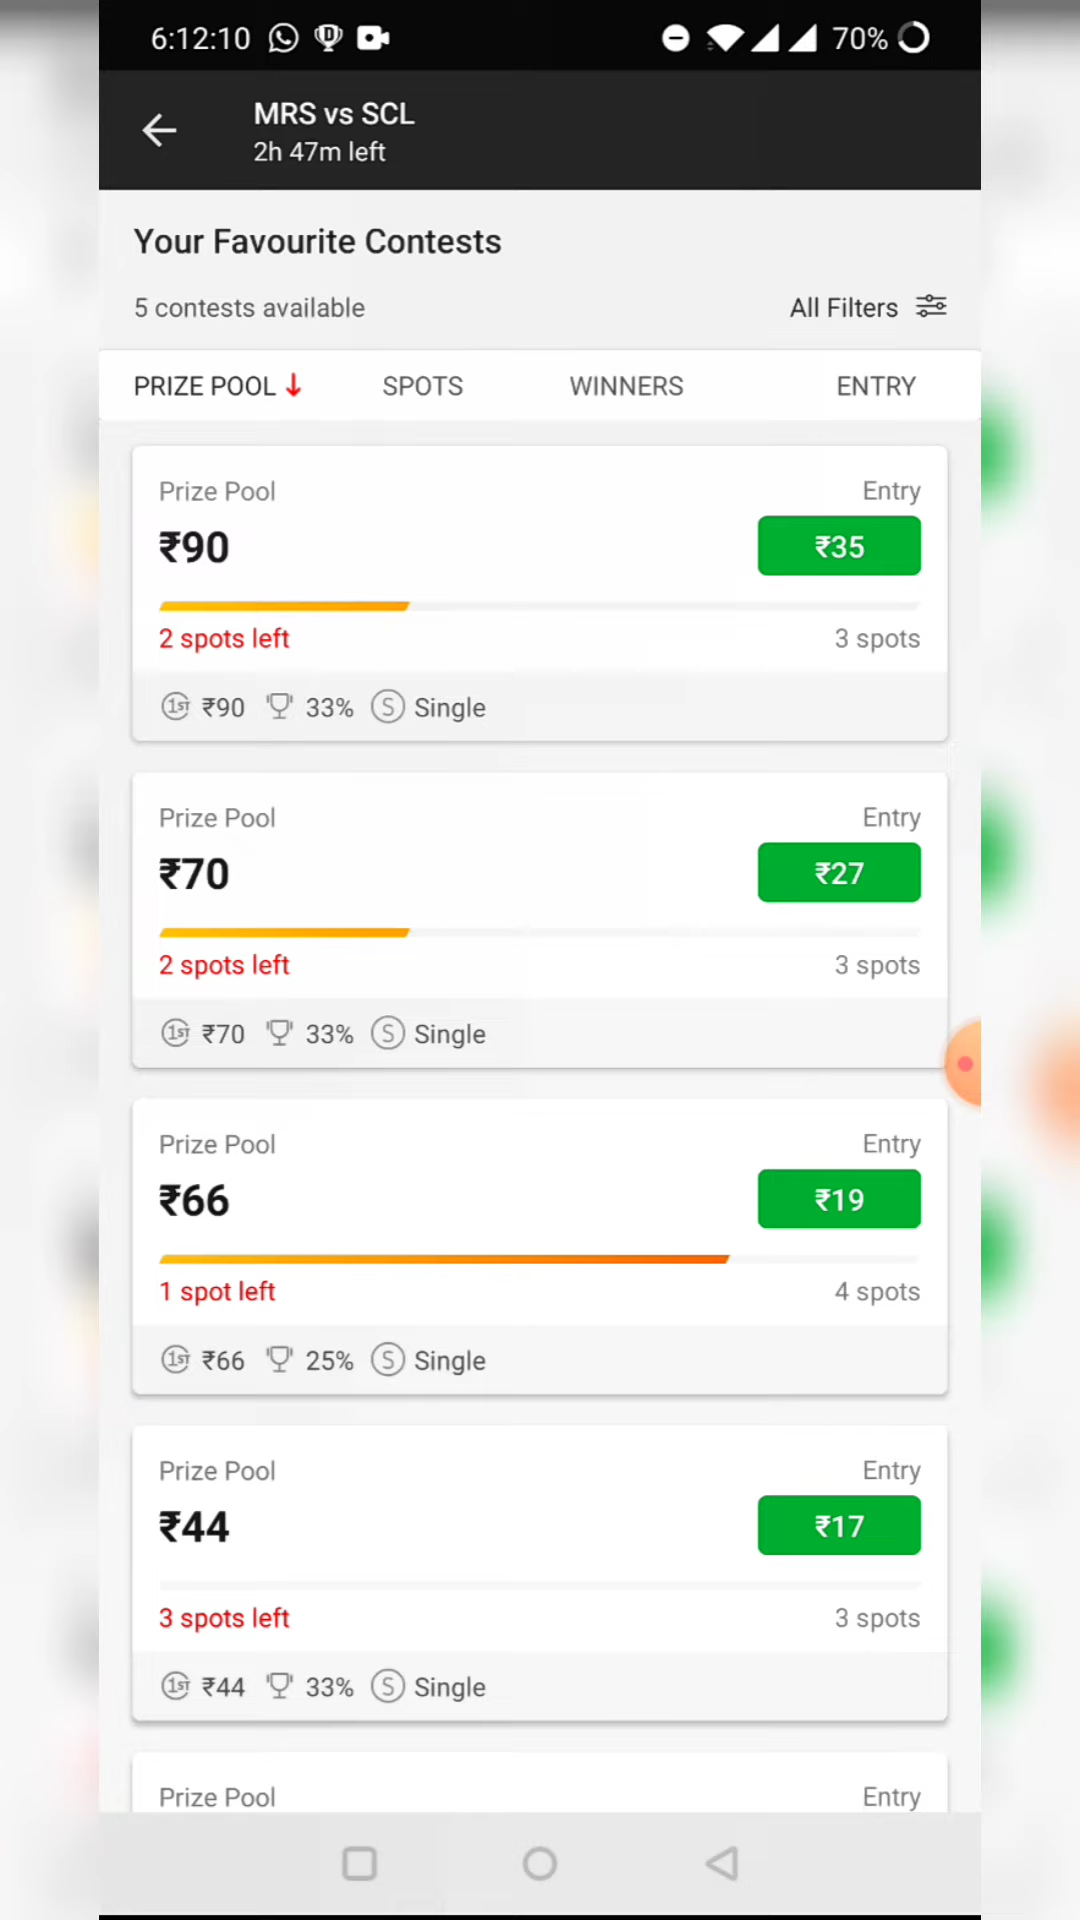 6:12:10 70%
MRS vs SCL
2h 47m left
Your Favourite Contests
5 contests available All Filters
PRIZE POOL ↓ SPOTS WINNERS ENTRY
Prize Pool Entry
₹90 ₹35
2 spots left 3 spots
1ST ₹90 33% S Single
Prize Pool Entry
₹70 ₹27
2 spots left 3 spots
1ST ₹70 33% S Single
Prize Pool Entry
₹66 ₹19
1 spot left 4 spots
1ST ₹66 25% S Single
Prize Pool Entry
₹44 ₹17
3 spots left 3 spots
1ST ₹44 33% S Single
Prize Pool Entry